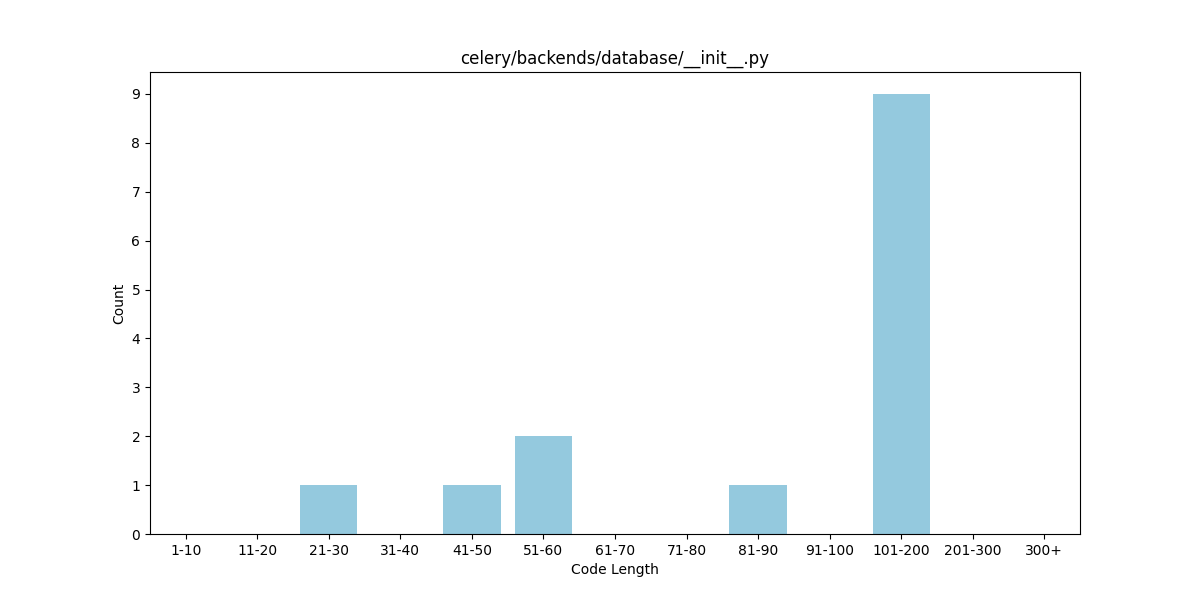 celery/backends/database/__init__.py
Count
9
8
7
6
5
4
3
2
1
0
1-10 11-20 21-30 31-40 41-50 51-60 61-70 71-80 81-90 91-100 101-200 201-300 300+
Code Length